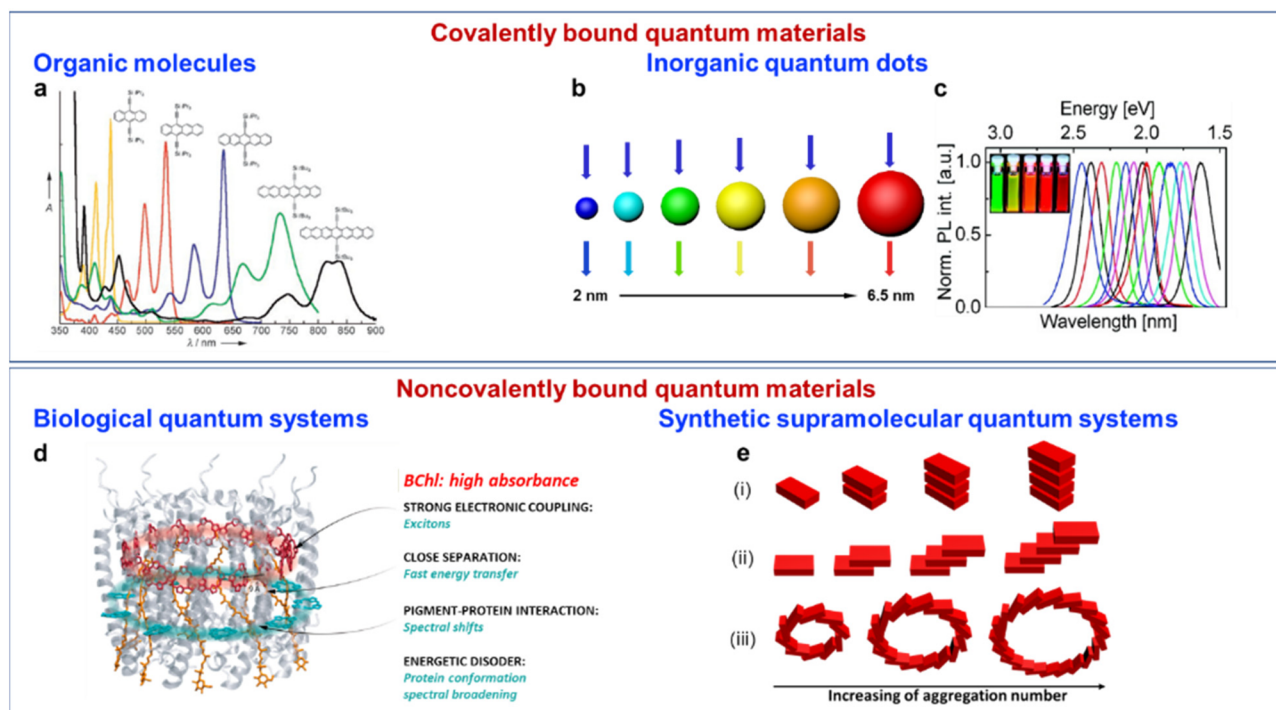 Covalently bound quantum materials
Organic molecules
Inorganic quantum dots
a
A
350 400 450 500 550 600 650 700 750 800 850 900
λ / nm
b
2 nm
6.5 nm
c
Energy [eV]
3.0 2.5 2.0 1.5
Norm. PL int. [a.u.]
1.0
0.5
0.0
Wavelength [nm]
Noncovalently bound quantum materials
Biological quantum systems
Synthetic supramolecular quantum systems
d
BChl: high absorbance
STRONG ELECTRONIC COUPLING:
Excitons
CLOSE SEPARATION:
Fast energy transfer
PIGMENT-PROTEIN INTERACTION:
Spectral shifts
ENERGETIC DISODER:
Protein conformation
spectral broadening
e
(i)
(ii)
(iii)
Increasing of aggregation number